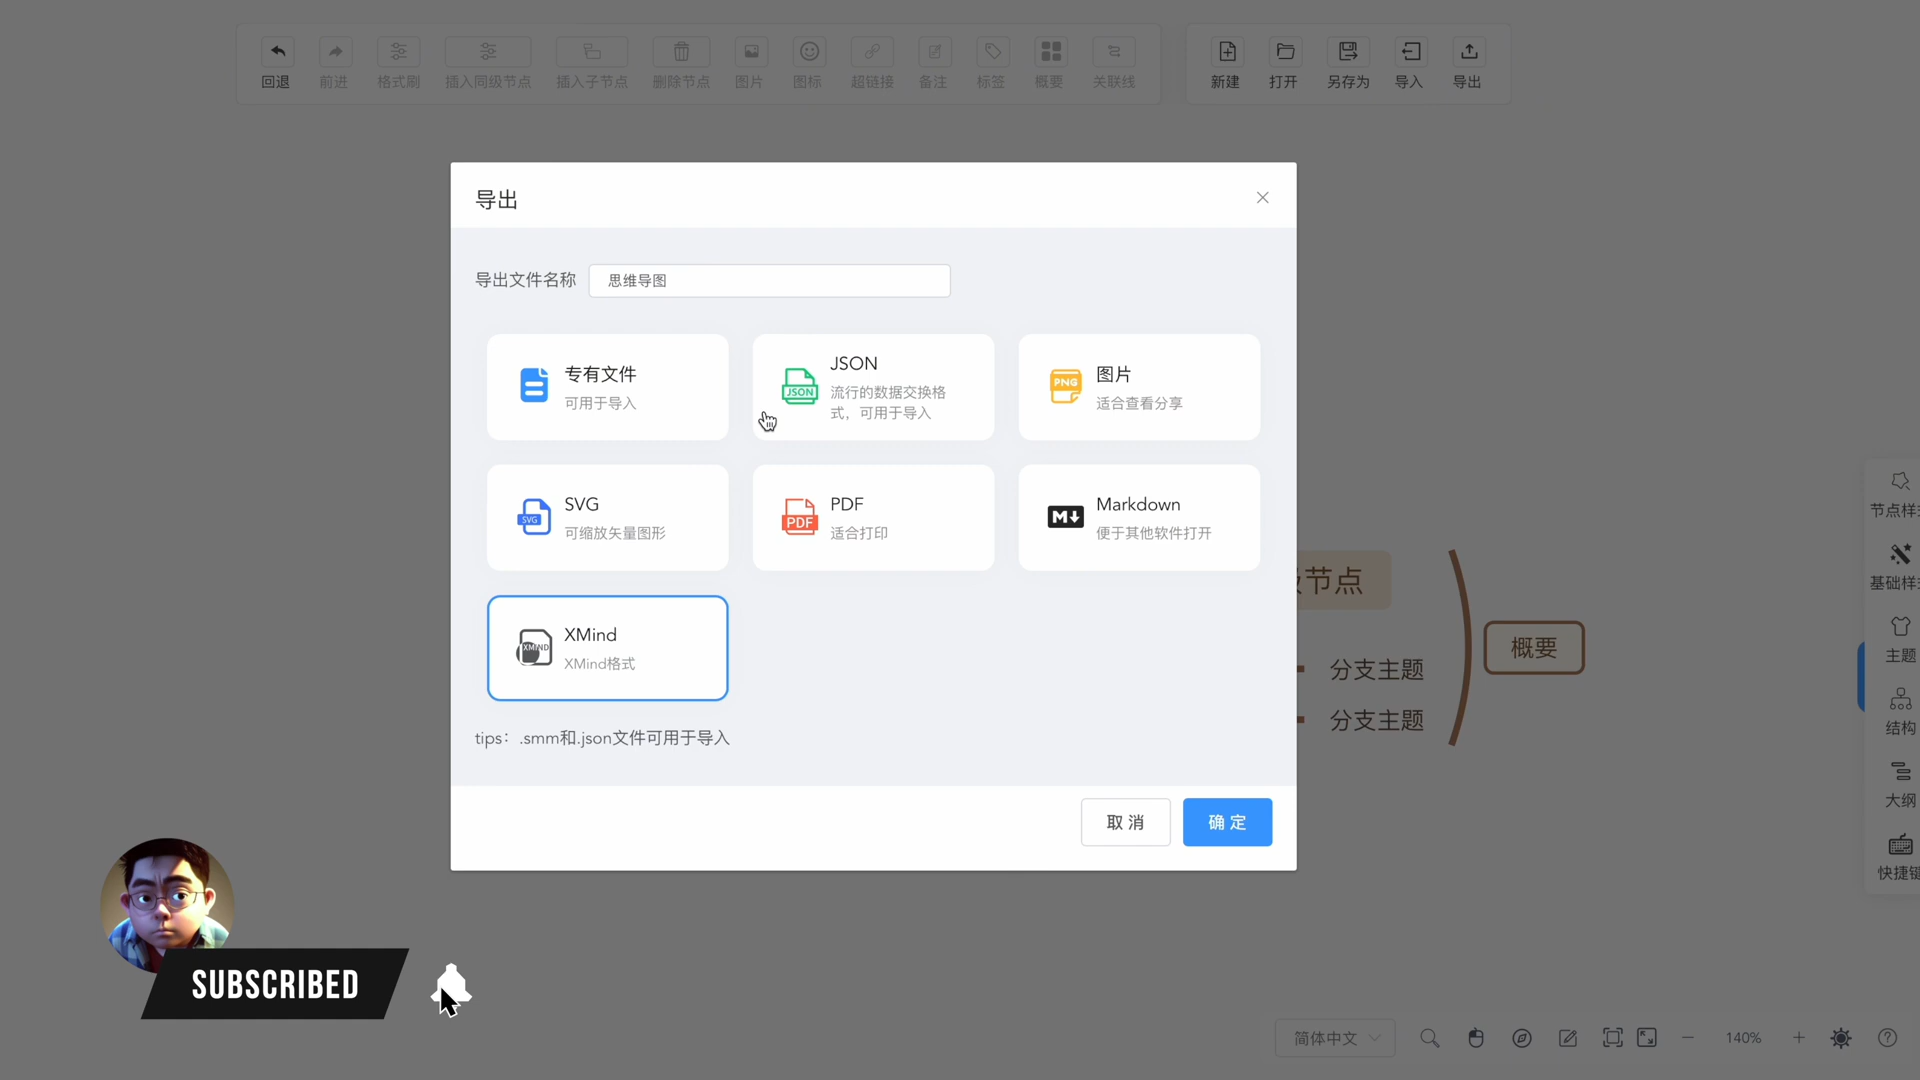 回退 前进 格式刷 插入同级节点 插入子节点 删除节点 图片 图标 超链接 备注 标签 概要 关联线 新建 打开 另存为 导入 导出
导出
导出文件名称 思维导图
专有文件
可用于导入
JSON
JSON
流行的数据交换格
式，可用于导入
PNG
图片
适合查看分享
SVG
SVG
可缩放矢量图形
PDF
PDF
适合打印
M
Markdown
便于其他软件打开
XMIND
XMind
XMind格式
tips：.smm和.json文件可用于导入
取消 确定
节点
分支主题
分支主题
概要
节点样
基础样
主题
结构
大纲
快捷键
SUBSCRIBED
简体中文 140%